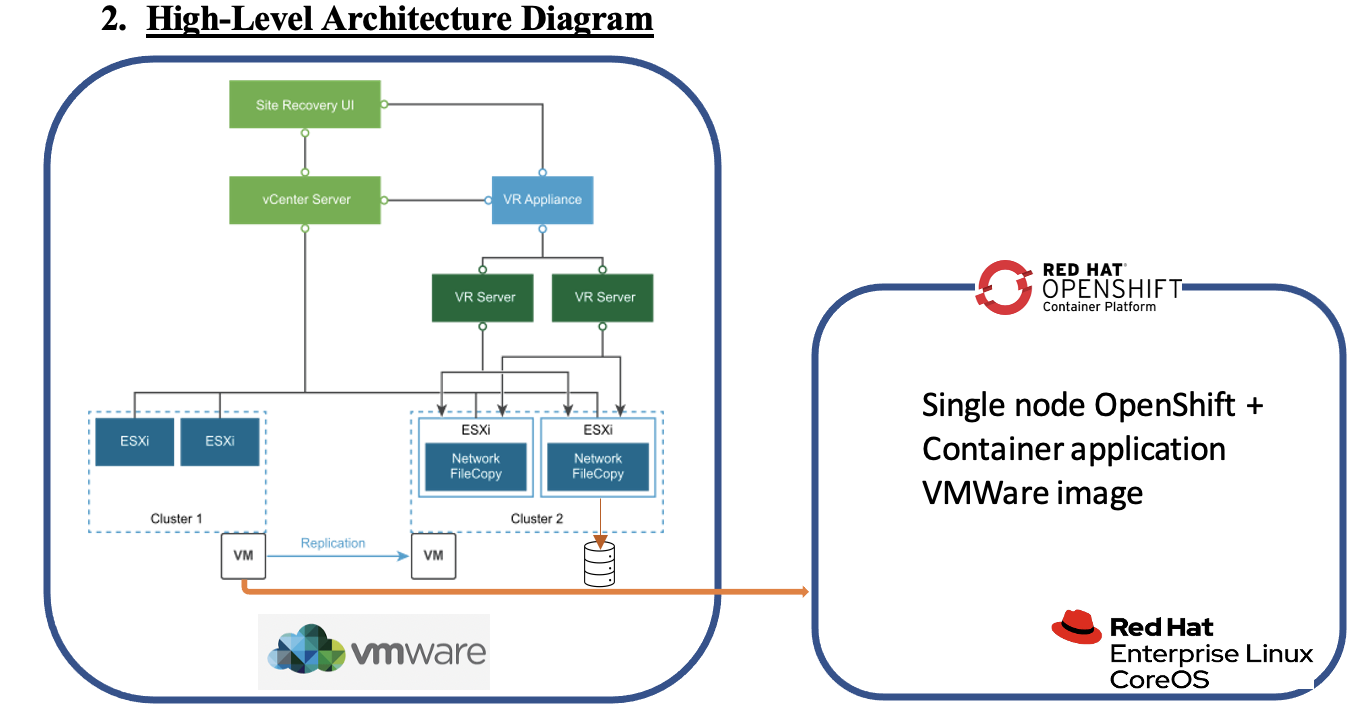 2. High-Level Architecture Diagram
Site Recovery UI
vCenter Server
VR Appliance
VR Server
VR Server
ESXi
ESXi
Cluster 1
ESXi
Network
FileCopy
ESXi
Network
FileCopy
Cluster 2
VM
Replication
VM
vmware
RED HAT®
OPENSHIFT
Container Platform
Single node OpenShift +
Container application
VMWare image
Red Hat
Enterprise Linux
CoreOS